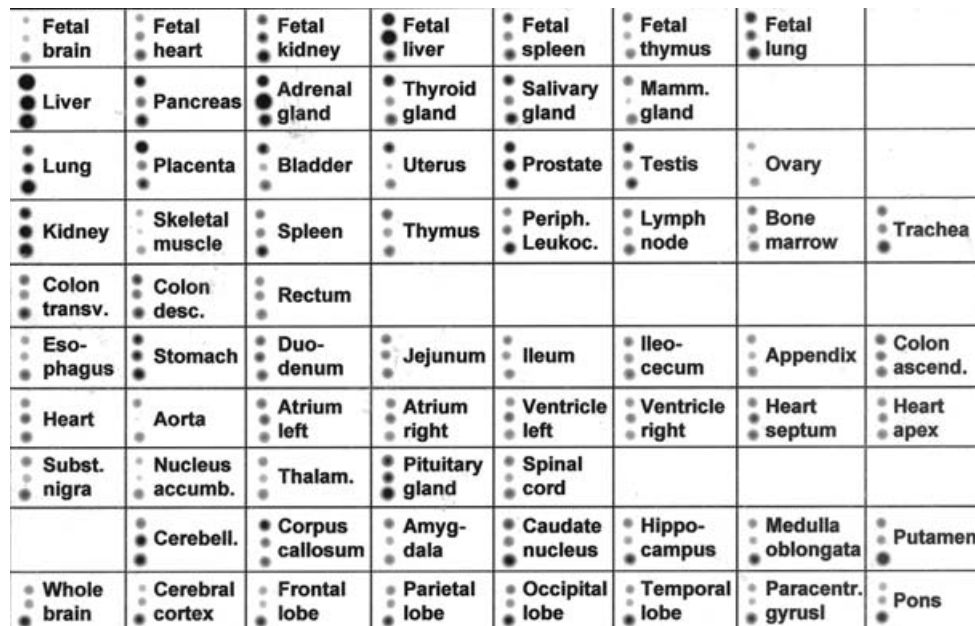 Fetal brain
Fetal heart
Fetal kidney
Fetal liver
Fetal spleen
Fetal thymus
Fetal lung
Liver
Pancreas
Adrenal gland
Thyroid gland
Salivary gland
Mamm. gland
Lung
Placenta
Bladder
Uterus
Prostate
Testis
Ovary
Kidney
Skeletal muscle
Spleen
Thymus
Periph. Leukoc.
Lymph node
Bone marrow
Trachea
Colon transv.
Colon desc.
Rectum
Eso-
phagus
Stomach
Duo-
denum
Jejunum
Ileum
Ileo-
cecum
Appendix
Colon ascend.
Heart
Aorta
Atrium left
Atrium right
Ventricle left
Ventricle right
Heart septum
Heart apex
Subst. nigra
Nucleus accumb.
Thalam.
Pituitary gland
Spinal cord
Cerebell.
Corpus callosum
Amyg-
dala
Caudate nucleus
Hippo-
campus
Medulla oblongata
Putamen
Whole brain
Cerebral cortex
Frontal lobe
Parietal lobe
Occipital lobe
Temporal lobe
Paracentr. gyrusl
Pons